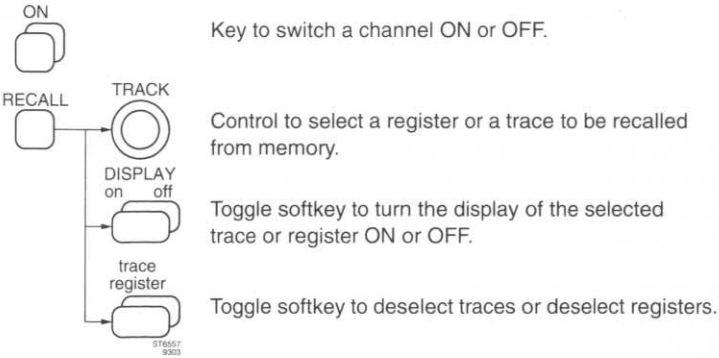 ON
Key to switch a channel ON or OFF.
RECALL
TRACK
Control to select a register or a trace to be recalled
from memory.
DISPLAY
on off
Toggle softkey to turn the display of the selected
trace or register ON or OFF.
trace
register
Toggle softkey to deselect traces or deselect registers.
ST6557
9303